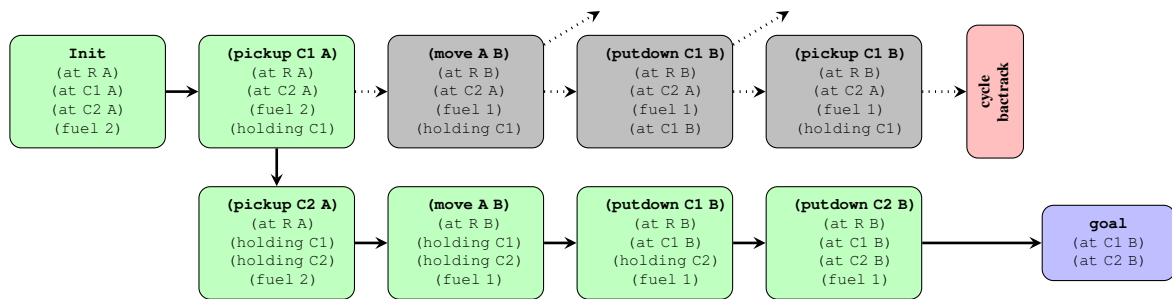 Init
(at R A)
(at C1 A)
(at C2 A)
(fuel 2)
(pickup C1 A)
(at R A)
(at C2 A)
(fuel 2)
(holding C1)
(move A B)
(at R B)
(at C2 A)
(fuel 1)
(holding C1)
(putdown C1 B)
(at R B)
(at C2 A)
(fuel 1)
(at C1 B)
(pickup C1 B)
(at R B)
(at C2 A)
(fuel 1)
(holding C1)
cycle
bactrack
(pickup C2 A)
(at R A)
(holding C1)
(holding C2)
(fuel 2)
(move A B)
(at R B)
(holding C1)
(holding C2)
(fuel 1)
(putdown C1 B)
(at R B)
(at C1 B)
(holding C2)
(fuel 1)
(putdown C2 B)
(at R B)
(at C1 B)
(at C2 B)
(fuel 1)
goal
(at C1 B)
(at C2 B)